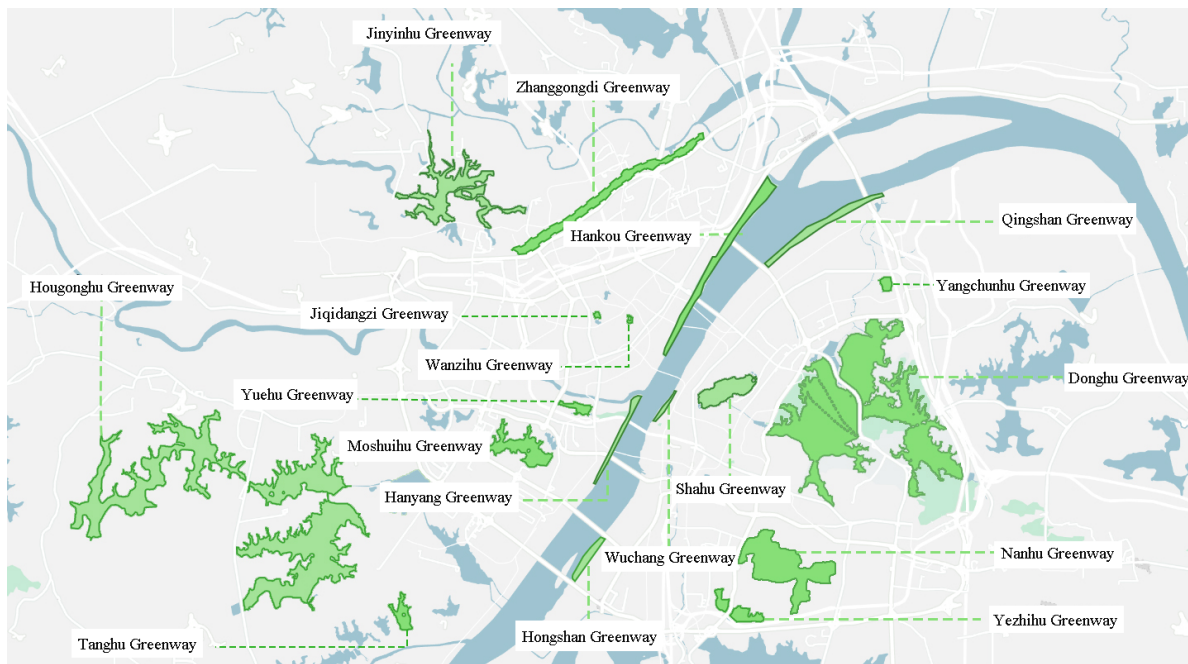 Jinyinhu Greenway
Zhanggongdi Greenway
Hankou Greenway
Qingshan Greenway
Hougonghu Greenway
Yangchunhu Greenway
Jiqidangzi Greenway
Wanzihu Greenway
Donghu Greenway
Yuehu Greenway
Moshuihu Greenway
Hanyang Greenway
Shahu Greenway
Wuchang Greenway
Nanhu Greenway
Yezhihu Greenway
Hongshan Greenway
Tanghu Greenway